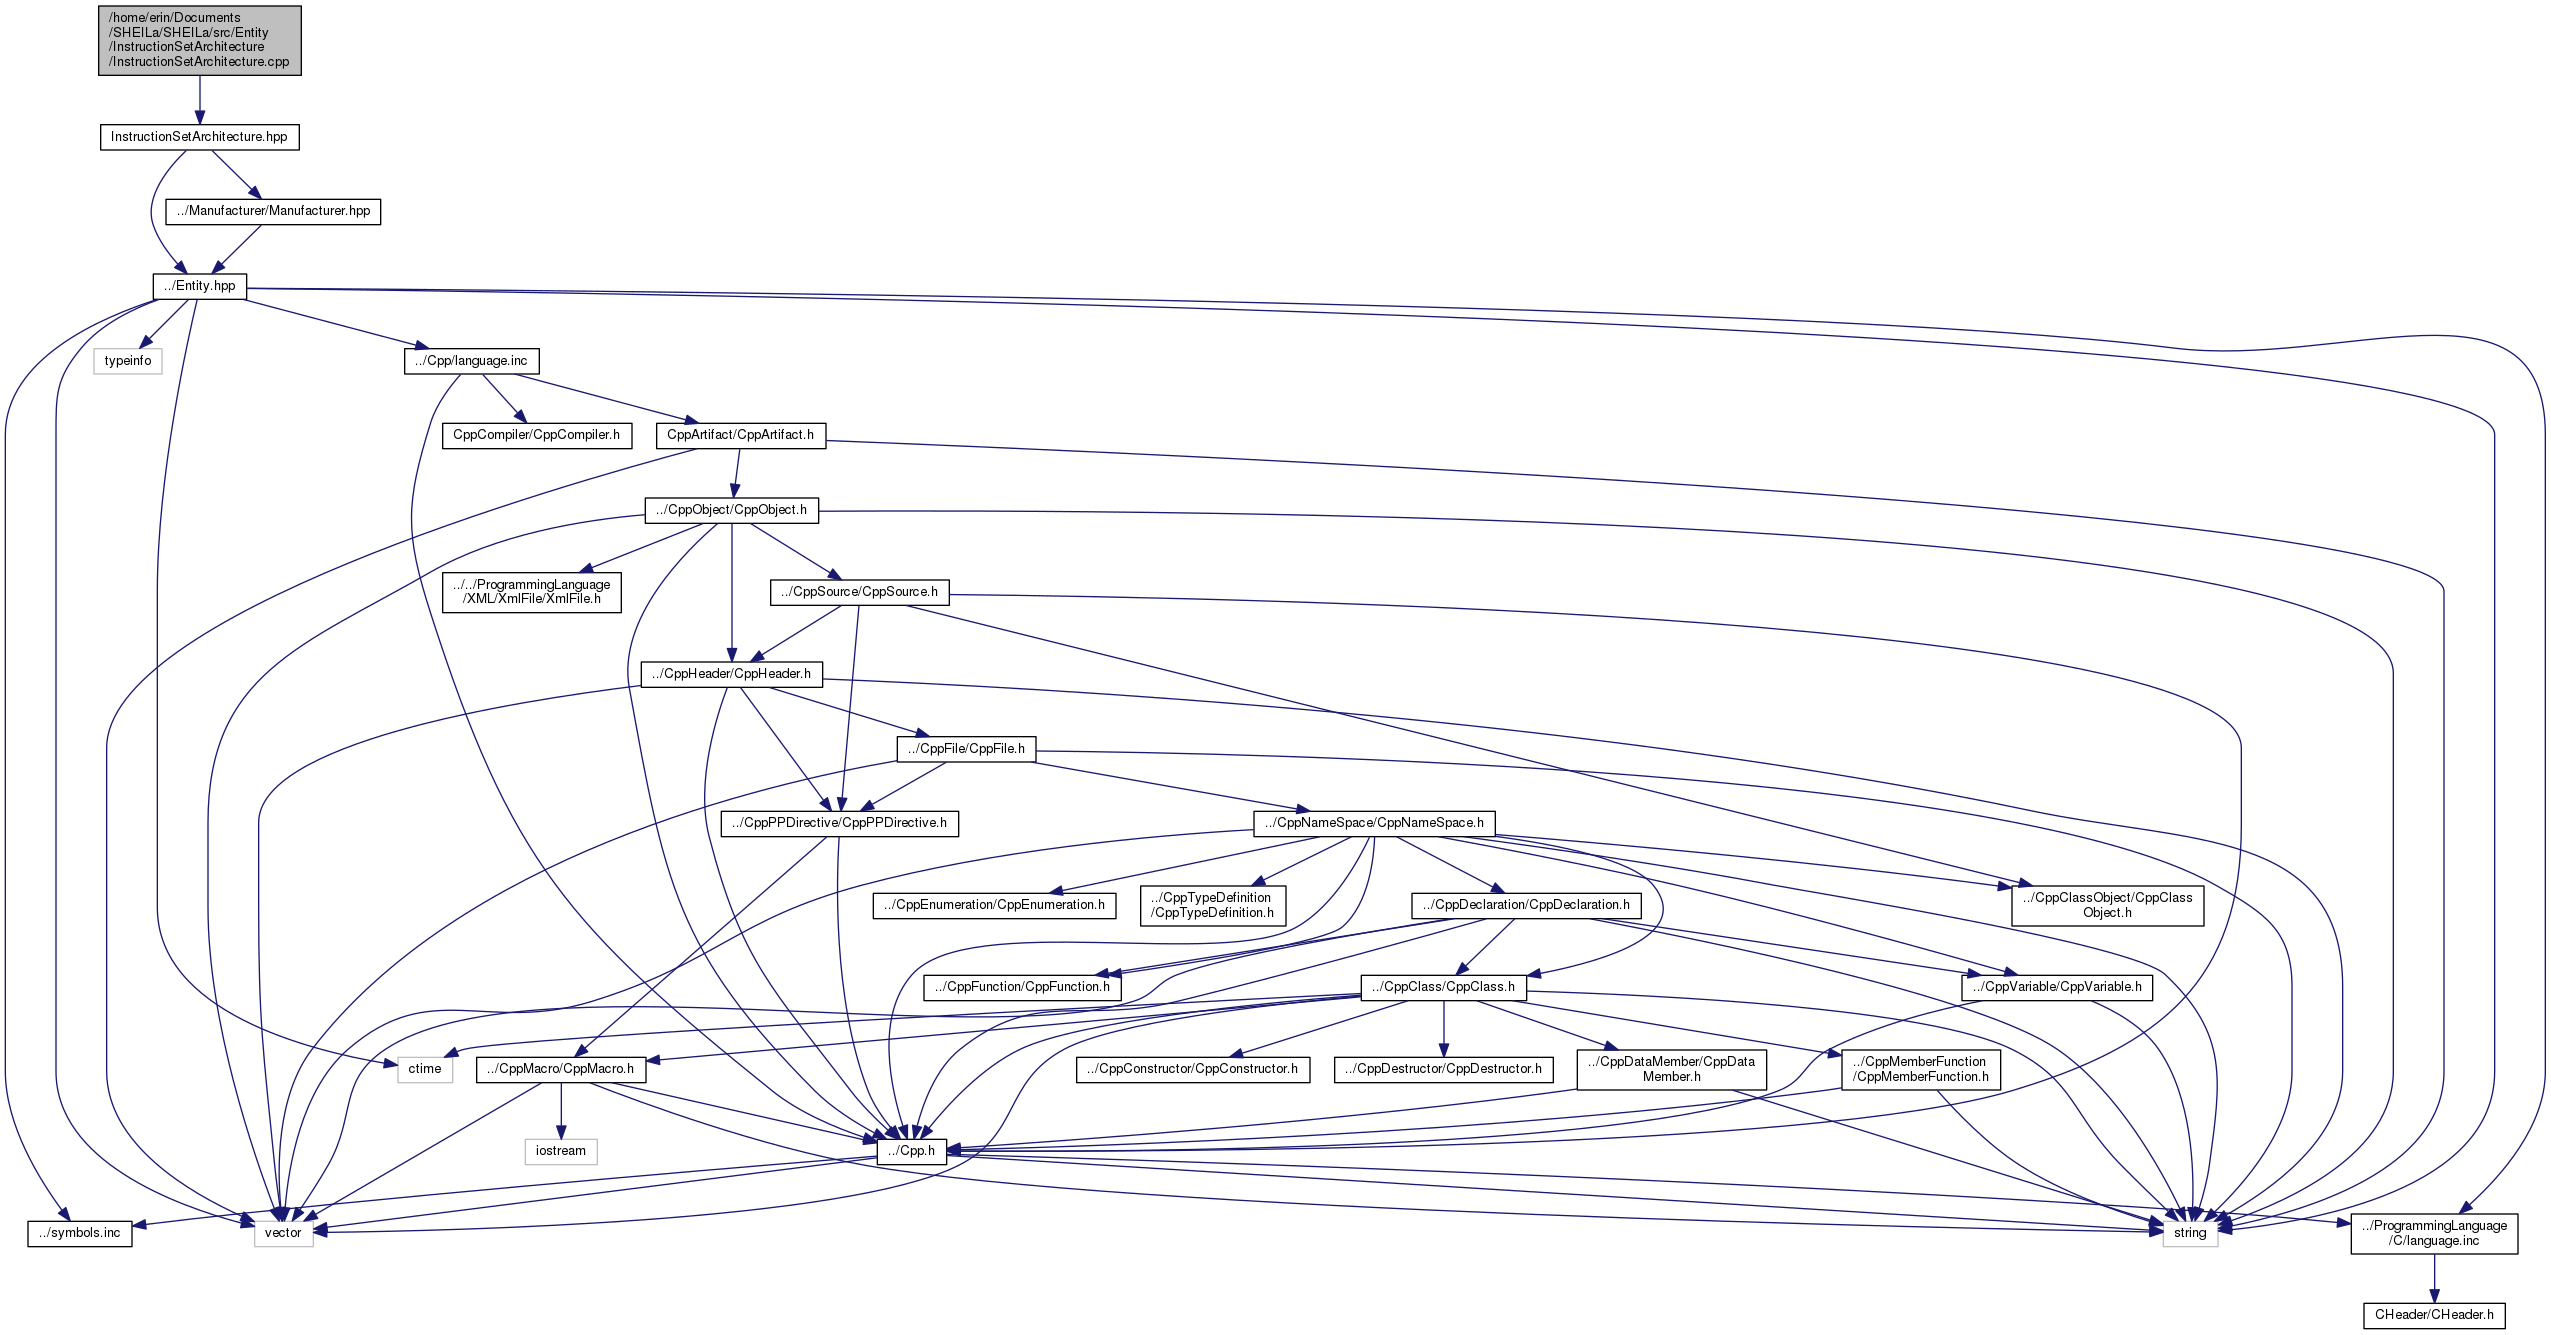 /home/erin/Documents
/SHEILa/SHEILa/src/Entity
/InstructionSetArchitecture
/InstructionSetArchitecture.cpp
InstructionSetArchitecture.hpp
../Manufacturer/Manufacturer.hpp
../Entity.hpp
typeinfo
../Cpp/language.inc
CppCompiler/CppCompiler.h
CppArtifact/CppArtifact.h
../CppObject/CppObject.h
../../ProgrammingLanguage
/XML/XmlFile/XmlFile.h
../CppSource/CppSource.h
../CppHeader/CppHeader.h
../CppFile/CppFile.h
../CppPPDirective/CppPPDirective.h
../CppNameSpace/CppNameSpace.h
../CppEnumeration/CppEnumeration.h
../CppTypeDefinition
/CppTypeDefinition.h
../CppDeclaration/CppDeclaration.h
../CppClassObject/CppClass
Object.h
../CppFunction/CppFunction.h
../CppClass/CppClass.h
../CppVariable/CppVariable.h
ctime
../CppMacro/CppMacro.h
../CppConstructor/CppConstructor.h
../CppDestructor/CppDestructor.h
../CppDataMember/CppData
Member.h
../CppMemberFunction
/CppMemberFunction.h
iostream
../Cpp.h
../symbols.inc
vector
string
../ProgrammingLanguage
/C/language.inc
CHeader/CHeader.h